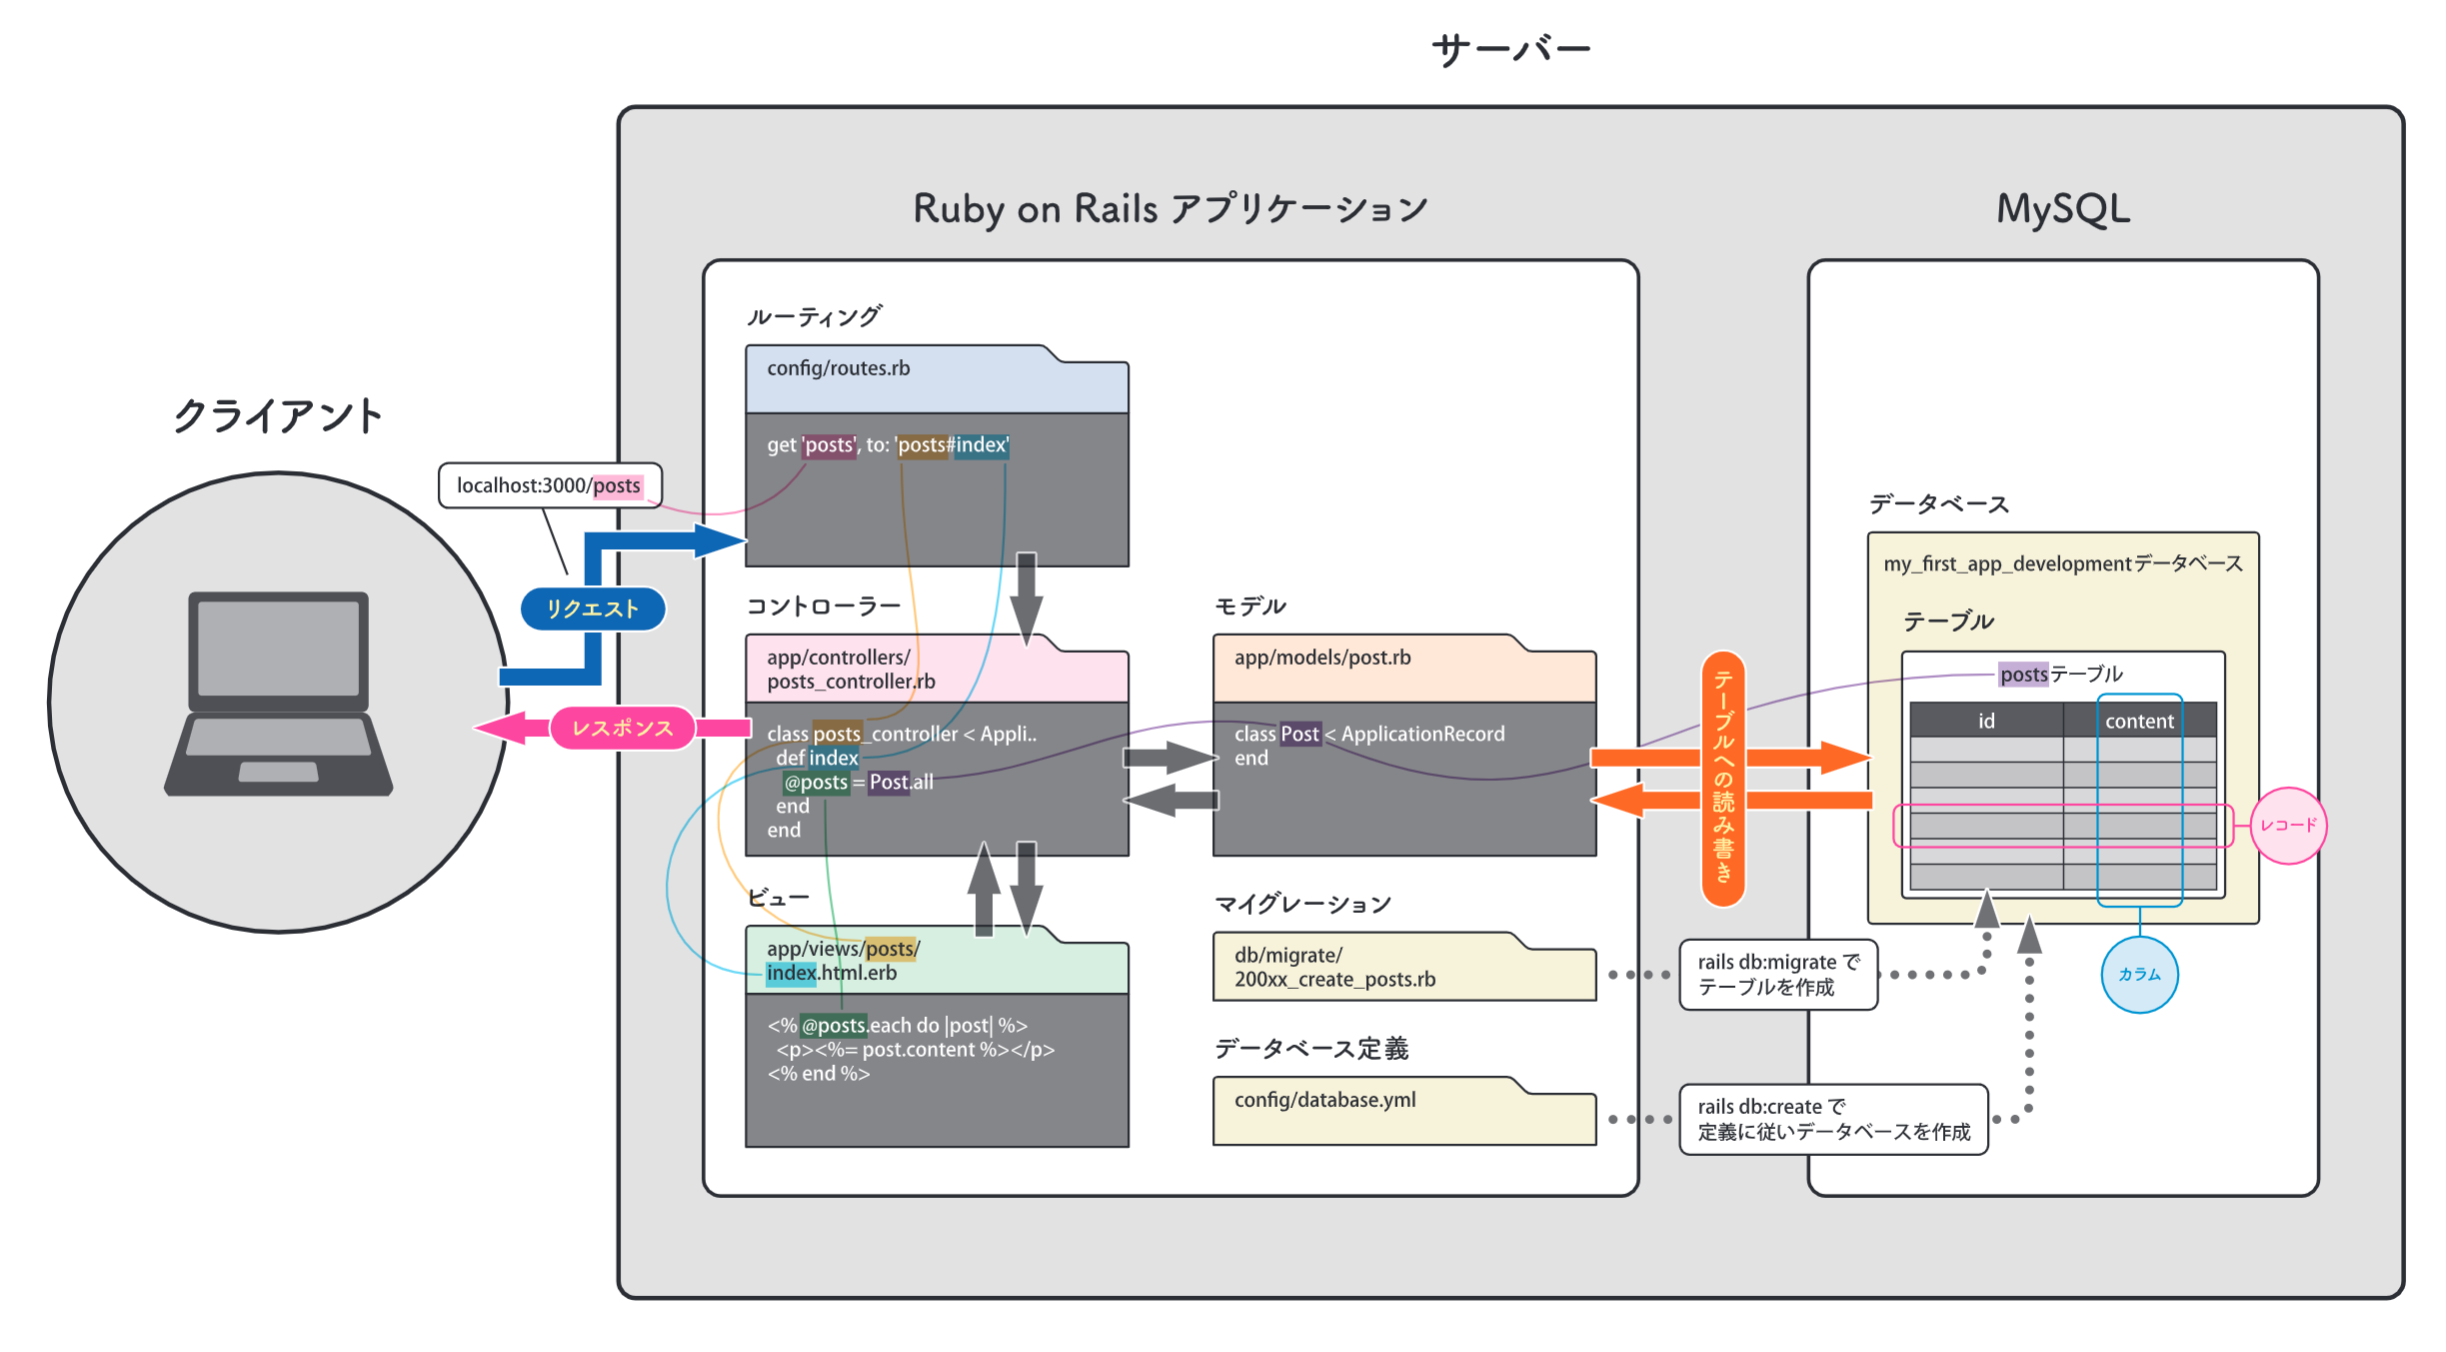 サーバー
Ruby on Rails アプリケーション
MySQL
クライアント
localhost:3000/posts
リクエスト
レスポンス
ルーティング
config/routes.rb
get 'posts', to: 'posts#index'
コントローラー
app/controllers/
posts_controller.rb
class posts_controller < Appli..
def index
@posts = Post.all
end
end
ビュー
app/views/posts/
index.html.erb
<% @posts.each do |post| %>
<p><%= post.content %></p>
<% end %>
モデル
app/models/post.rb
class Post < ApplicationRecord
end
マイグレーション
db/migrate/
200xx_create_posts.rb
データベース定義
config/database.yml
テーブルへの読み書き
rails db:migrate で
テーブルを作成
rails db:create で
定義に従いデータベースを作成
データベース
my_first_app_developmentデータベース
テーブル
postsテーブル
id
content
レコード
カラム